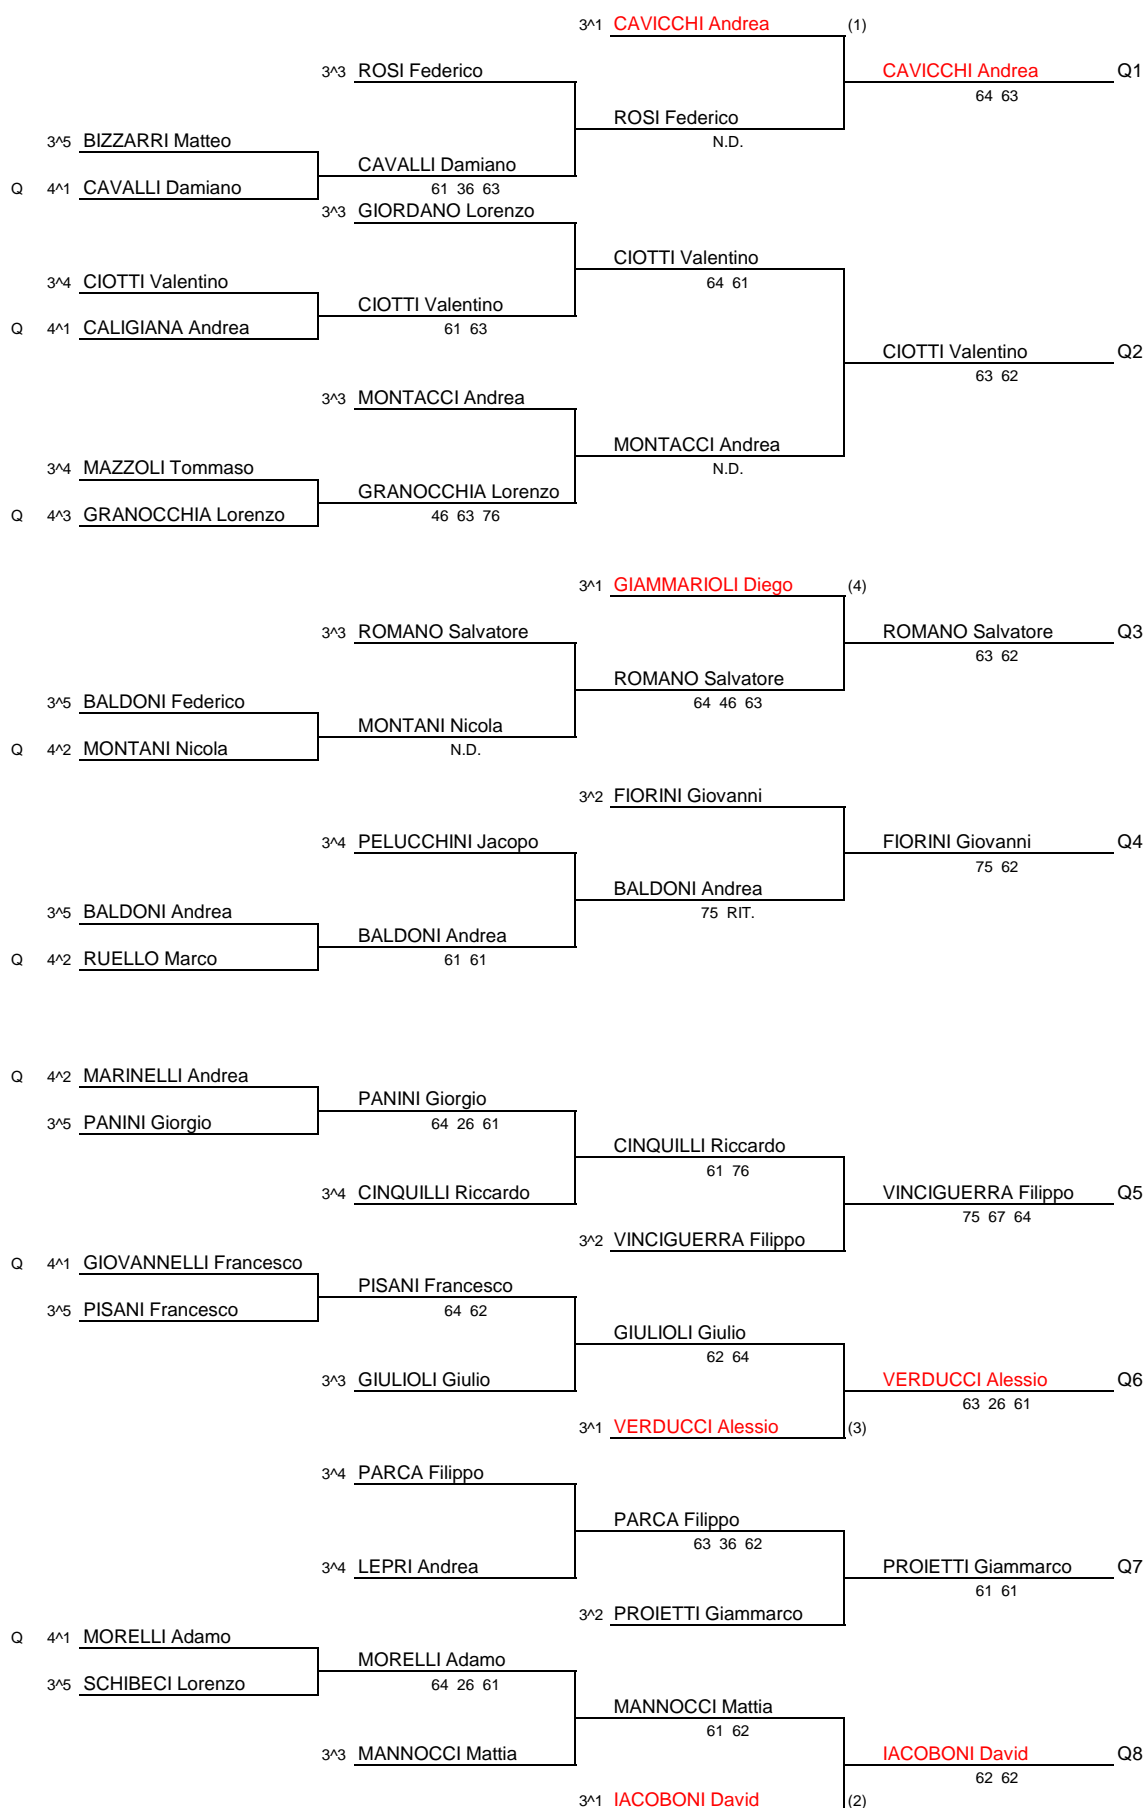 3^1 CAVICCHI Andrea (1)
3^3 ROSI Federico CAVICCHI Andrea Q1
64 63
ROSI Federico
3^5 BIZZARRI Matteo N.D.
CAVALLI Damiano
Q 4^1 CAVALLI Damiano 61 36 63
3^3 GIORDANO Lorenzo
CIOTTI Valentino
3^4 CIOTTI Valentino 64 61
CIOTTI Valentino
Q 4^1 CALIGIANA Andrea 61 63
CIOTTI Valentino Q2
63 62
3^3 MONTACCI Andrea
MONTACCI Andrea
3^4 MAZZOLI Tommaso N.D.
GRANOCCHIA Lorenzo
Q 4^3 GRANOCCHIA Lorenzo 46 63 76
3^1 GIAMMARIOLI Diego (4)
3^3 ROMANO Salvatore ROMANO Salvatore Q3
63 62
ROMANO Salvatore
3^5 BALDONI Federico 64 46 63
MONTANI Nicola
Q 4^2 MONTANI Nicola N.D.
3^2 FIORINI Giovanni
3^4 PELUCCHINI Jacopo FIORINI Giovanni Q4
75 62
BALDONI Andrea
3^5 BALDONI Andrea 75 RIT.
BALDONI Andrea
Q 4^2 RUELLO Marco 61 61
Q 4^2 MARINELLI Andrea
PANINI Giorgio
3^5 PANINI Giorgio 64 26 61
CINQUILLI Riccardo
61 76
3^4 CINQUILLI Riccardo VINCIGUERRA Filippo Q5
75 67 64
3^2 VINCIGUERRA Filippo
Q 4^1 GIOVANNELLI Francesco
PISANI Francesco
3^5 PISANI Francesco 64 62
GIULIOLI Giulio
62 64
3^3 GIULIOLI Giulio VERDUCCI Alessio Q6
63 26 61
3^1 VERDUCCI Alessio (3)
3^4 PARCA Filippo
PARCA Filippo
63 36 62
3^4 LEPRI Andrea PROIETTI Giammarco Q7
61 61
3^2 PROIETTI Giammarco
Q 4^1 MORELLI Adamo
MORELLI Adamo
3^5 SCHIBECI Lorenzo 64 26 61
MANNOCCI Mattia
61 62
3^3 MANNOCCI Mattia IACOBONI David Q8
62 62
3^1 IACOBONI David (2)